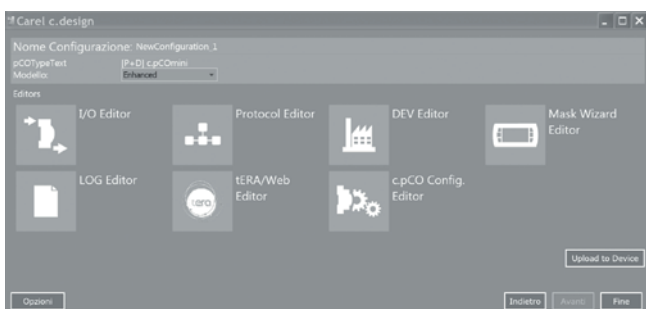 Carel c.design
Nome Configurazione: NewConfiguration_1
pCOTypeText [P+D] c.pCOmini
Modello: Enhanced
Editors
I/O Editor
Protocol Editor
DEV Editor
Mask Wizard
Editor
LOG Editor
tERA/Web
Editor
c.pCO Config.
Editor
tERA
Upload to Device
Opzioni
Indietro
Avanti
Fine